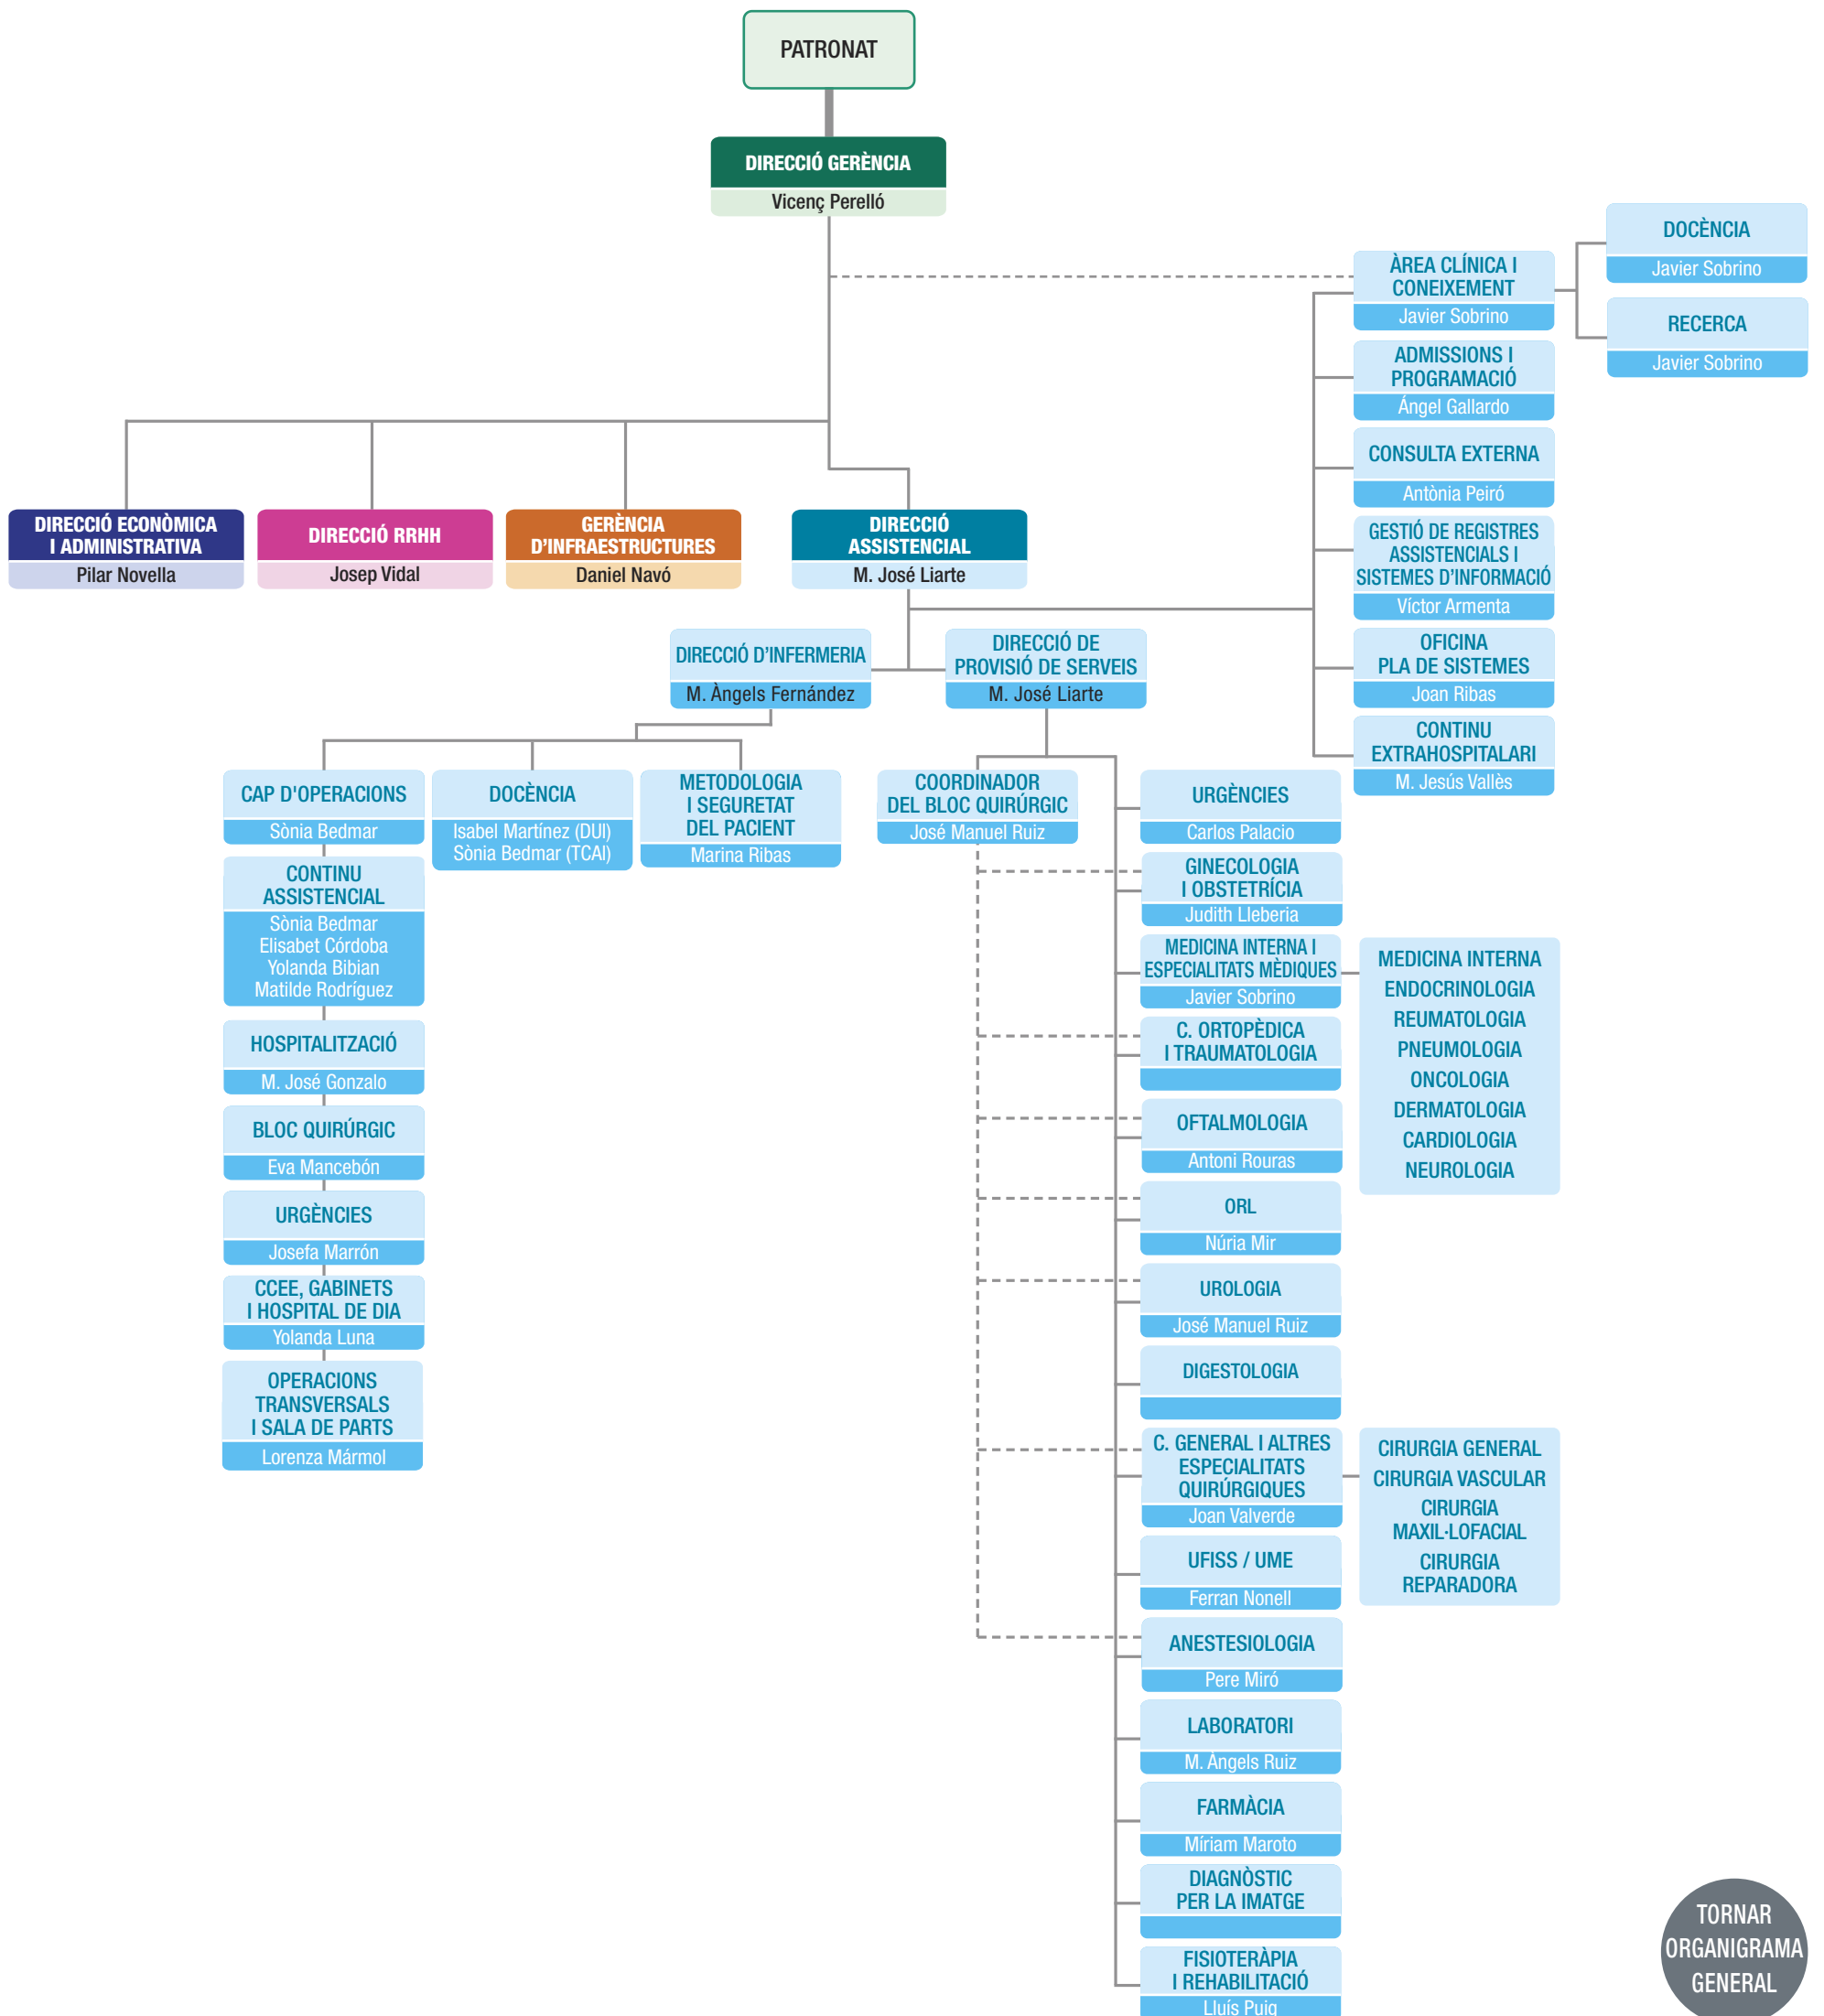 PATRONAT
DIRECCIÓ GERÈNCIA
Vicenç Perelló
DOCÈNCIA
Javier Sobrino
RECERCA
Javier Sobrino
ÀREA CLÍNICA I
CONEIXEMENT
Javier Sobrino
ADMISSIONS I
PROGRAMACIÓ
Ángel Gallardo
CONSULTA EXTERNA
Antònia Peiró
GESTIÓ DE REGISTRES
ASSISTENCIALS I
SISTEMES D’INFORMACIÓ
Víctor Armenta
OFICINA
PLA DE SISTEMES
Joan Ribas
CONTINU
EXTRAHOSPITALARI
M. Jesús Vallès
DIRECCIÓ ECONÒMICA
I ADMINISTRATIVA
Pilar Novella
DIRECCIÓ RRHH
Josep Vidal
GERÈNCIA
D’INFRAESTRUCTURES
Daniel Navó
DIRECCIÓ
ASSISTENCIAL
M. José Liarte
DIRECCIÓ D’INFERMERIA
M. Àngels Fernández
DIRECCIÓ DE
PROVISIÓ DE SERVEIS
M. José Liarte
CAP D'OPERACIONS
Sònia Bedmar
DOCÈNCIA
Isabel Martínez (DUI)
Sònia Bedmar (TCAI)
METODOLOGIA
I SEGURETAT
DEL PACIENT
Marina Ribas
CONTINU
ASSISTENCIAL
Sònia Bedmar
Elisabet Córdoba
Yolanda Bibian
Matilde Rodríguez
HOSPITALITZACIÓ
M. José Gonzalo
BLOC QUIRÚRGIC
Eva Mancebón
URGÈNCIES
Josefa Marrón
CCEE, GABINETS
I HOSPITAL DE DIA
Yolanda Luna
OPERACIONS
TRANSVERSALS
I SALA DE PARTS
Lorenza Mármol
COORDINADOR
DEL BLOC QUIRÚRGIC
José Manuel Ruiz
URGÈNCIES
Carlos Palacio
GINECOLOGIA
I OBSTETRÍCIA
Judith Lleberia
MEDICINA INTERNA I
ESPECIALITATS MÈDIQUES
Javier Sobrino
MEDICINA INTERNA
ENDOCRINOLOGIA
REUMATOLOGIA
PNEUMOLOGIA
ONCOLOGIA
DERMATOLOGIA
CARDIOLOGIA
NEUROLOGIA
C. ORTOPÈDICA
I TRAUMATOLOGIA
OFTALMOLOGIA
Antoni Rouras
ORL
Núria Mir
UROLOGIA
José Manuel Ruiz
DIGESTOLOGIA
C. GENERAL I ALTRES
ESPECIALITATS
QUIRÚRGIQUES
Joan Valverde
CIRURGIA GENERAL
CIRURGIA VASCULAR
CIRURGIA
MAXIL·LOFACIAL
CIRURGIA
REPARADORA
UFISS / UME
Ferran Nonell
ANESTESIOLOGIA
Pere Miró
LABORATORI
M. Àngels Ruiz
FARMÀCIA
Míriam Maroto
DIAGNÒSTIC
PER LA IMATGE
FISIOTERÀPIA
I REHABILITACIÓ
Lluís Puig
TORNAR
ORGANIGRAMA
GENERAL